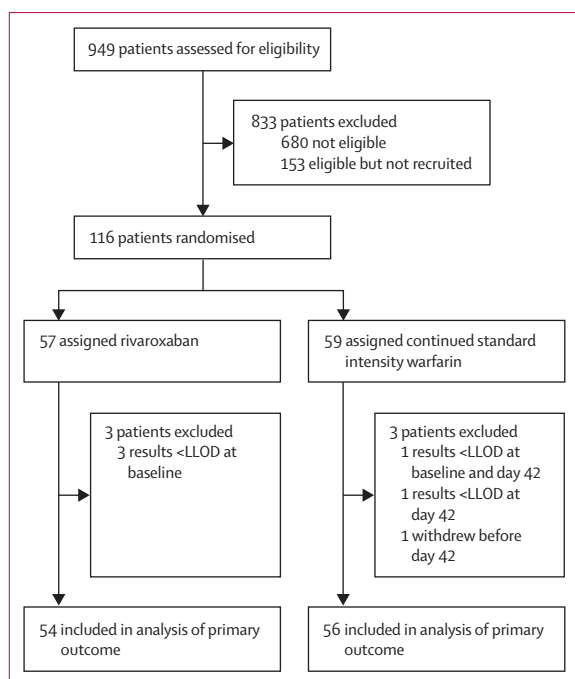 949 patients assessed for eligibility
833 patients excluded
680 not eligible
153 eligible but not recruited
116 patients randomised
57 assigned rivaroxaban
59 assigned continued standard
intensity warfarin
3 patients excluded
3 results <LLOD at
baseline
3 patients excluded
1 results <LLOD at
baseline and day 42
1 results <LLOD at
day 42
1 withdrew before
day 42
54 included in analysis of primary
outcome
56 included in analysis of primary
outcome